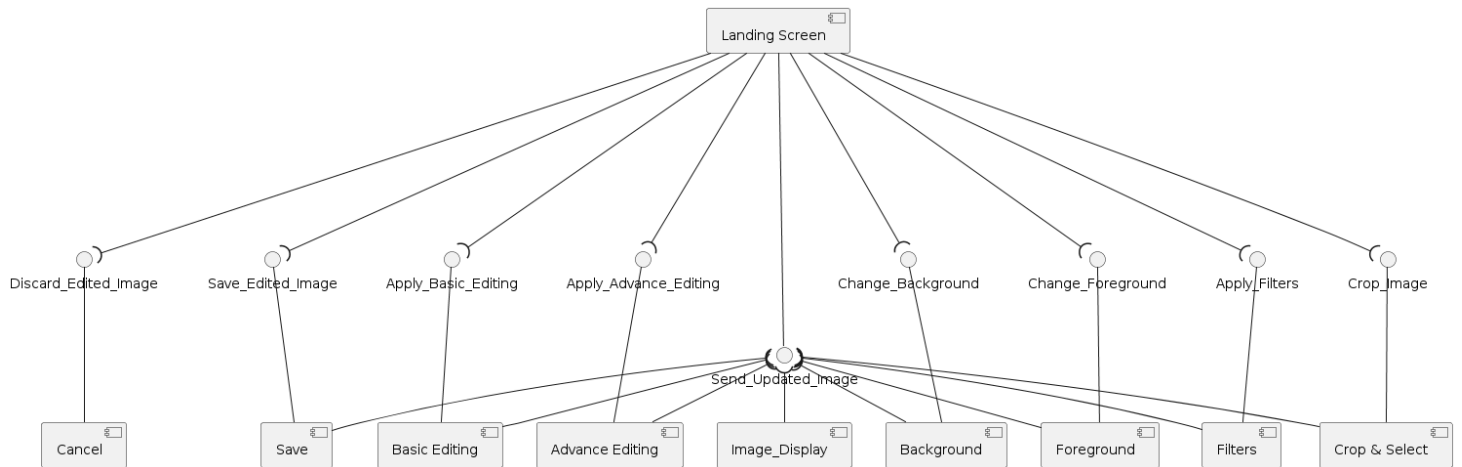 Landing Screen
Discard_Edited_Image
Save_Edited_Image
Apply_Basic_Editing
Apply_Advance_Editing
Change_Background
Change_Foreground
Apply_Filters
Crop_Image
Send_Updated_Image
Cancel
Save
Basic Editing
Advance Editing
Image_Display
Background
Foreground
Filters
Crop & Select